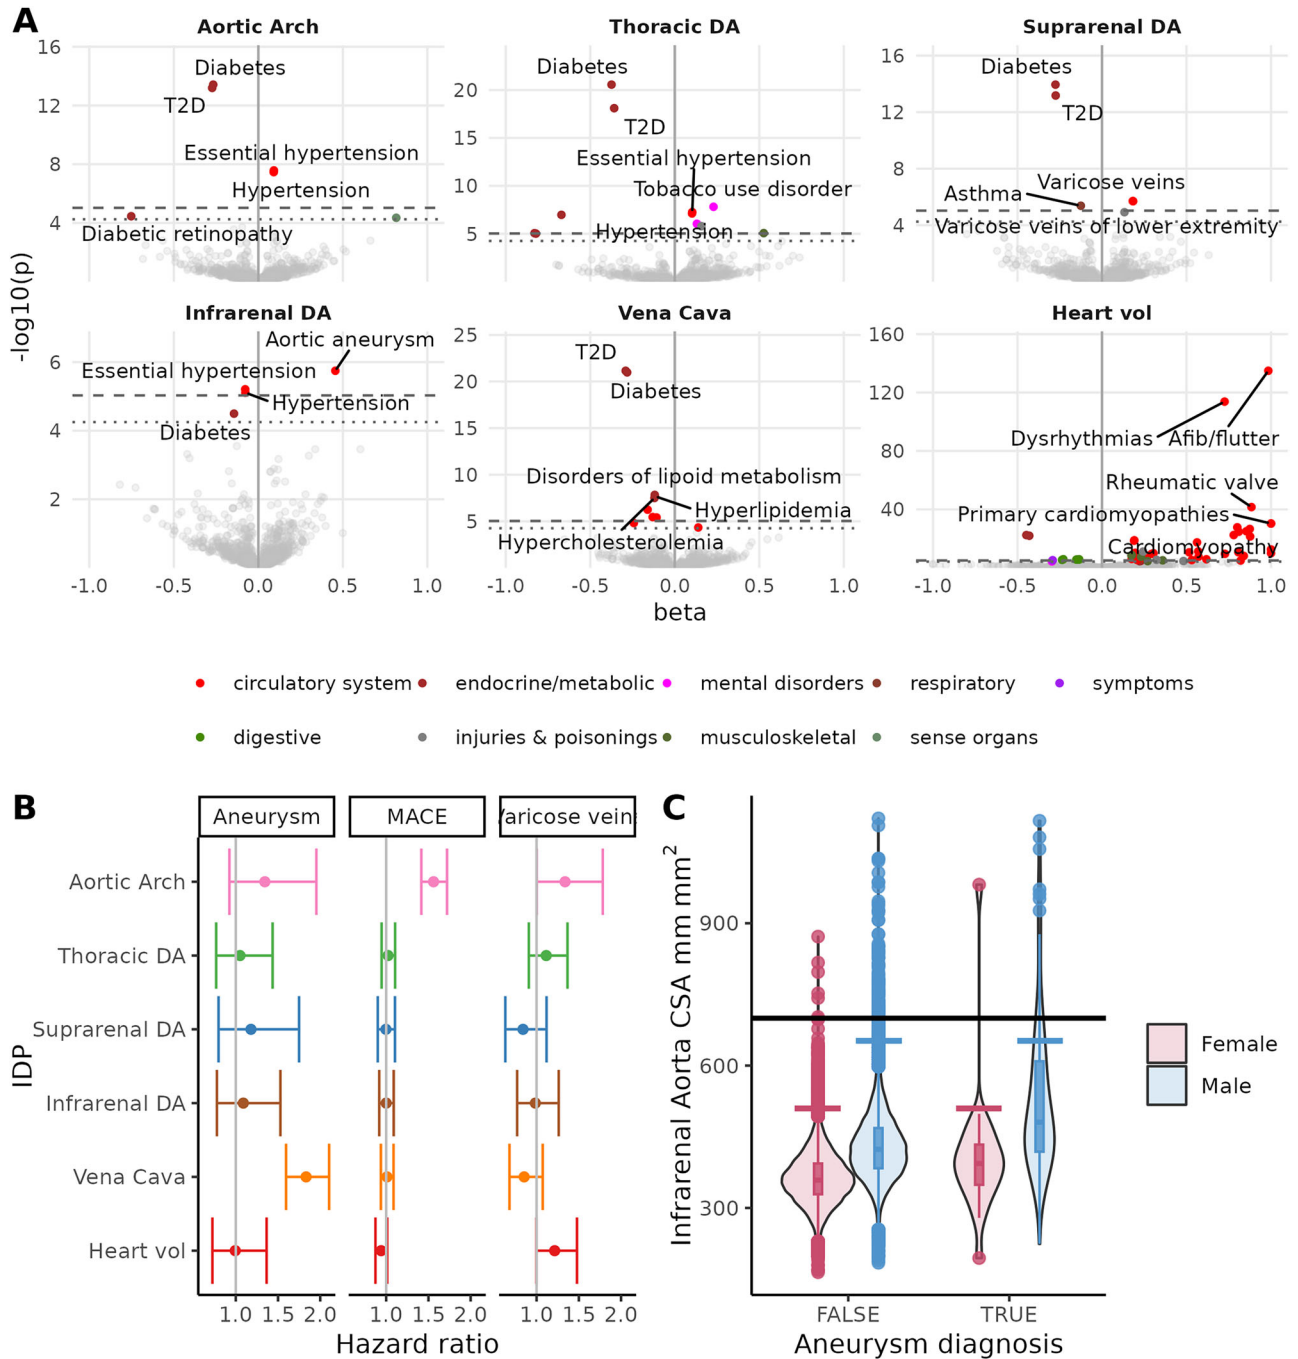 A
Aortic Arch
Thoracic DA
Suprarenal DA
16
12
8
4
Diabetes
T2D
Essential hypertension
Hypertension
Diabetic retinopathy
20
15
10
5
Diabetes
T2D
Essential hypertension
Tobacco use disorder
Hypertension
16
12
8
4
Diabetes
T2D
Asthma
Varicose veins
Varicose veins of lower extremity
-log10(p)
Infrarenal DA
Vena Cava
Heart vol
6
4
2
Aortic aneurysm
Essential hypertension
Hypertension
Diabetes
25
20
15
10
5
T2D
Diabetes
Disorders of lipoid metabolism
Hyperlipidemia
Hypercholesterolemia
160
120
80
40
Dysrhythmias
Afib/flutter
Rheumatic valve
Primary cardiomyopathies
Cardiomyopathy
-1.0 -0.5 0.0 0.5 1.0
-1.0 -0.5 0.0 0.5 1.0
-1.0 -0.5 0.0 0.5 1.0
beta
circulatory system endocrine/metabolic mental disorders respiratory symptoms
digestive injuries & poisonings musculoskeletal sense organs
B
Aneurysm
MACE
IDP
Aortic Arch
Thoracic DA
Suprarenal DA
Infrarenal DA
Vena Cava
Heart vol
1.0 1.5 2.0
1.0 1.5 2.0
1.0 1.5 2.0
Hazard ratio
C
Infrarenal Aorta CSA mm mm²
900
600
300
FALSE
TRUE
Aneurysm diagnosis
Female
Male